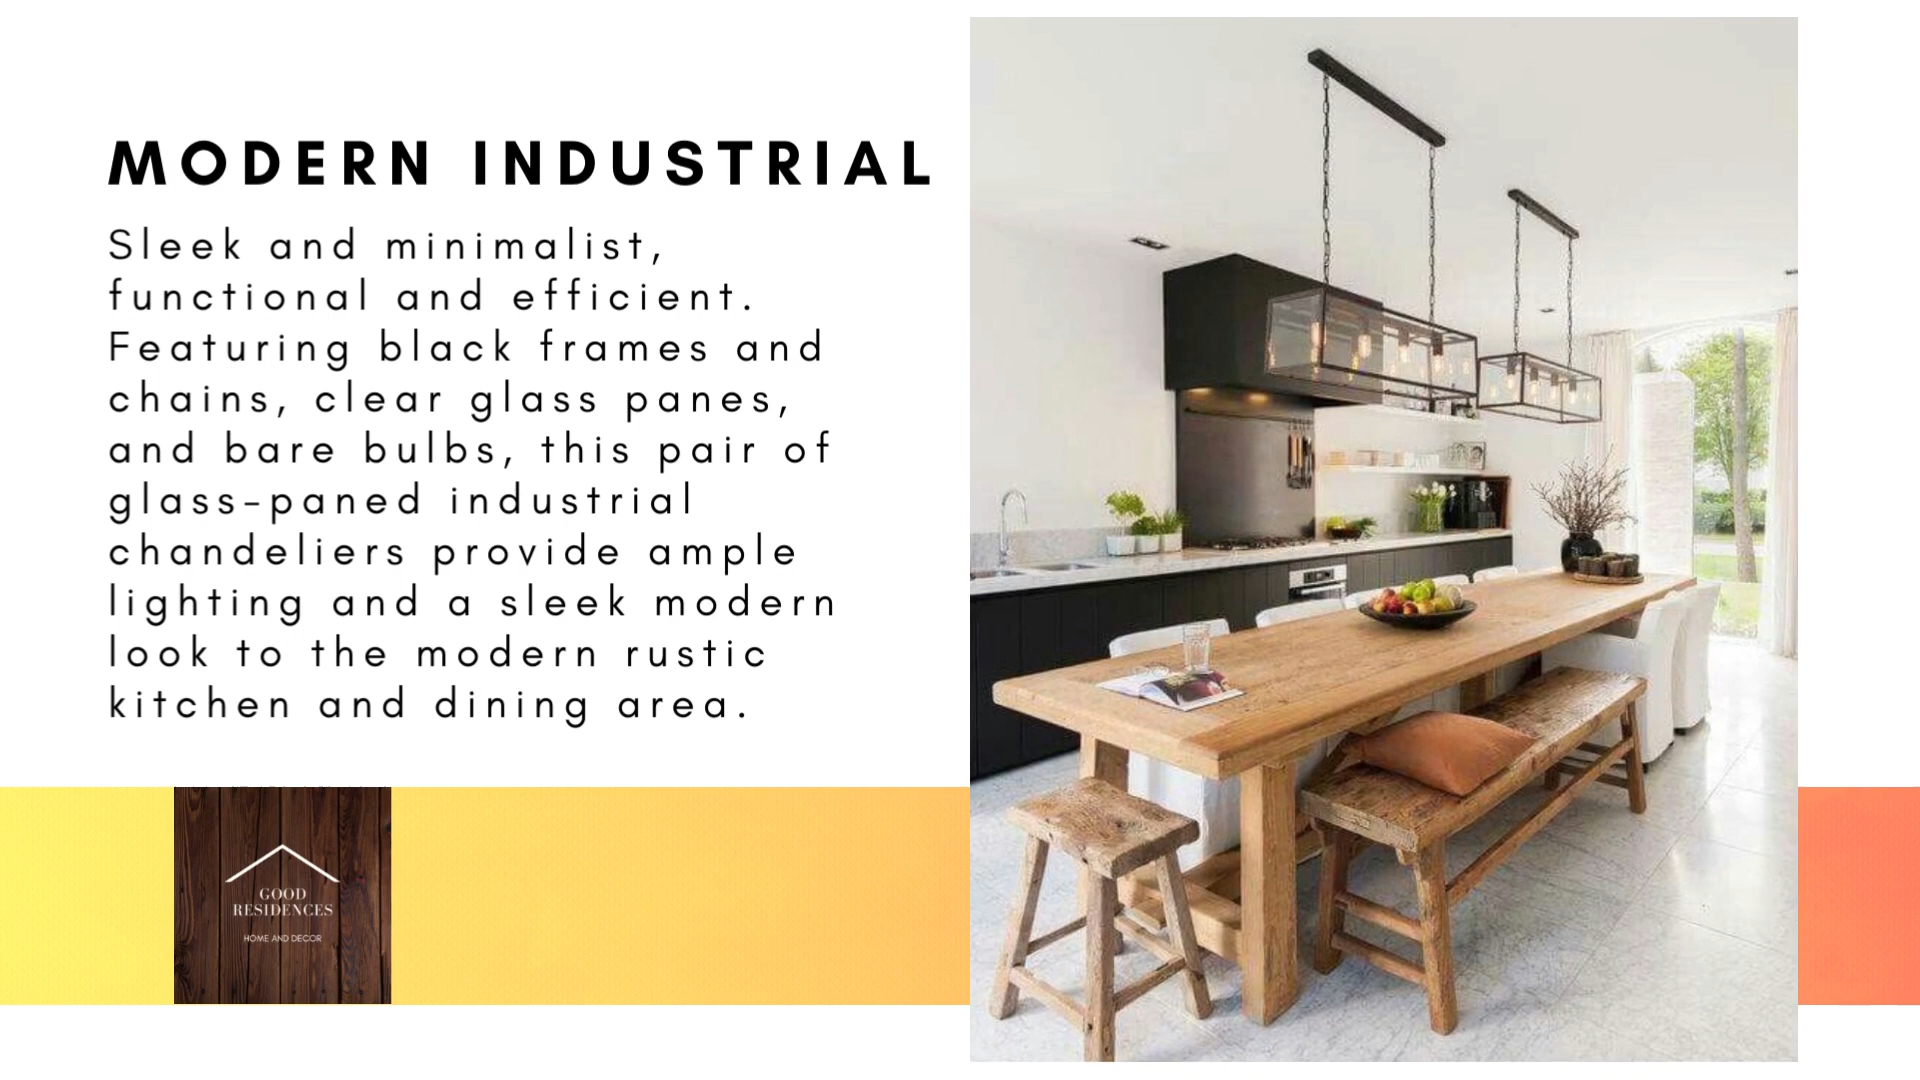 MODERN INDUSTRIAL
Sleek and minimalist,
functional and efficient.
Featuring black frames and
chains, clear glass panes,
and bare bulbs, this pair of
glass-paned industrial
chandeliers provide ample
lighting and a sleek modern
look to the modern rustic
kitchen and dining area.
GOOD
RESIDENCES
HOME AND DECOR